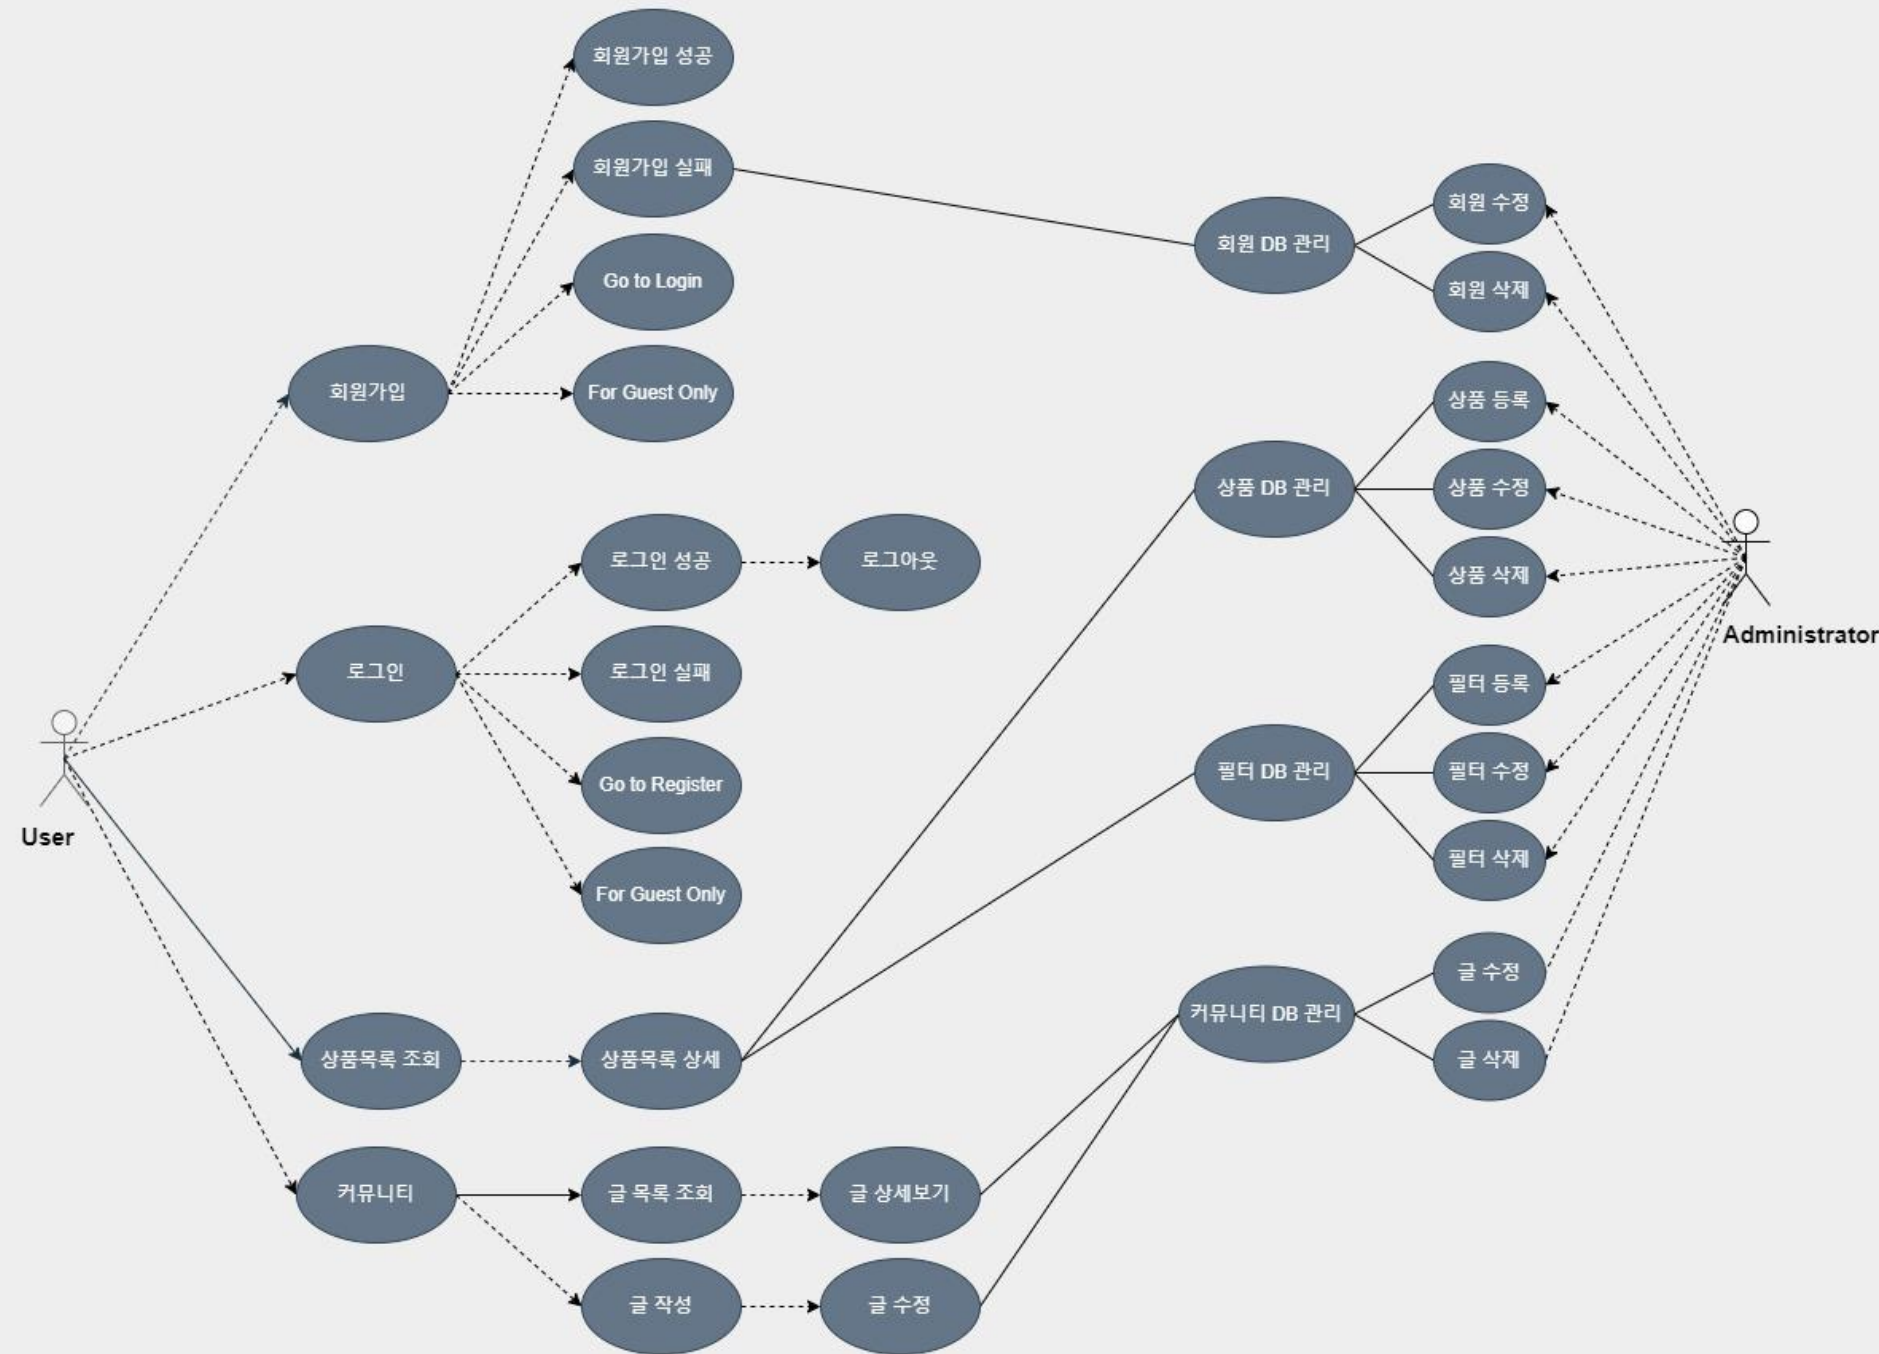 회원가입 성공
회원가입 실패
회원 수정
회원 DB 관리
Go to Login
회원 삭제
회원가입
For Guest Only
상품 등록
상품 DB 관리
상품 수정
로그인 성공
로그아웃
상품 삭제
Administrator
로그인
로그인 실패
필터 등록
Go to Register
필터 DB 관리
필터 수정
User
필터 삭제
For Guest Only
글 수정
커뮤니티 DB 관리
상품목록 조회
상품목록 상세
글 삭제
커뮤니티
글 목록 조회
글 상세보기
글 작성
글 수정